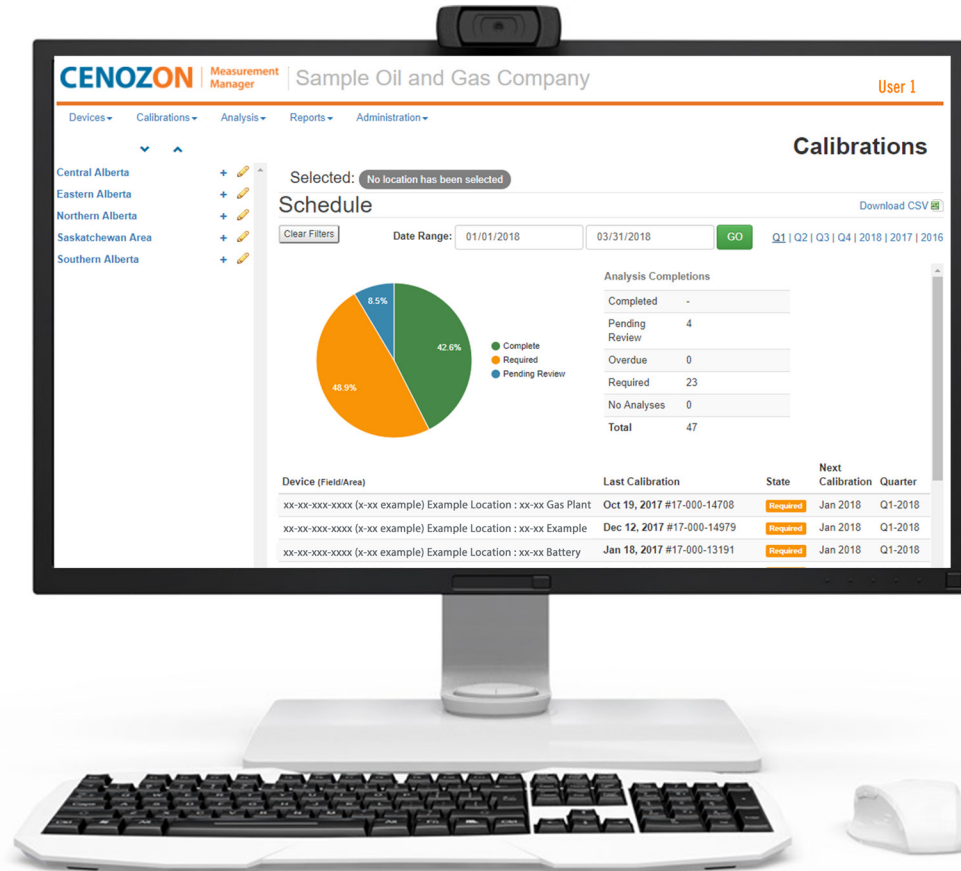 CENOZON Measurement Manager Sample Oil and Gas Company
User 1
Devices Calibrations Analysis Reports Administration
Calibrations
Central Alberta
Eastern Alberta
Northern Alberta
Saskatchewan Area
Southern Alberta
Selected: No location has been selected
Schedule
Download CSV
Clear Filters Date Range: 01/01/2018 03/31/2018 GO Q1 | Q2 | Q3 | Q4 | 2018 | 2017 | 2016
8.5%
42.6%
48.9%
Complete
Required
Pending Review
Analysis Completions
Completed -
Pending Review 4
Overdue 0
Required 23
No Analyses 0
Total 47
Device (Field/Area) Last Calibration State Next Calibration Quarter
xx-xx-xxx-xxxx (x-xx example) Example Location : xx-xx Gas Plant Oct 19, 2017 #17-000-14708 Required Jan 2018 Q1-2018
xx-xx-xxx-xxxx (x-xx example) Example Location : xx-xx Example Dec 12, 2017 #17-000-14979 Required Jan 2018 Q1-2018
xx-xx-xxx-xxxx (x-xx example) Example Location : xx-xx Battery Jan 18, 2017 #17-000-13191 Required Jan 2018 Q1-2018